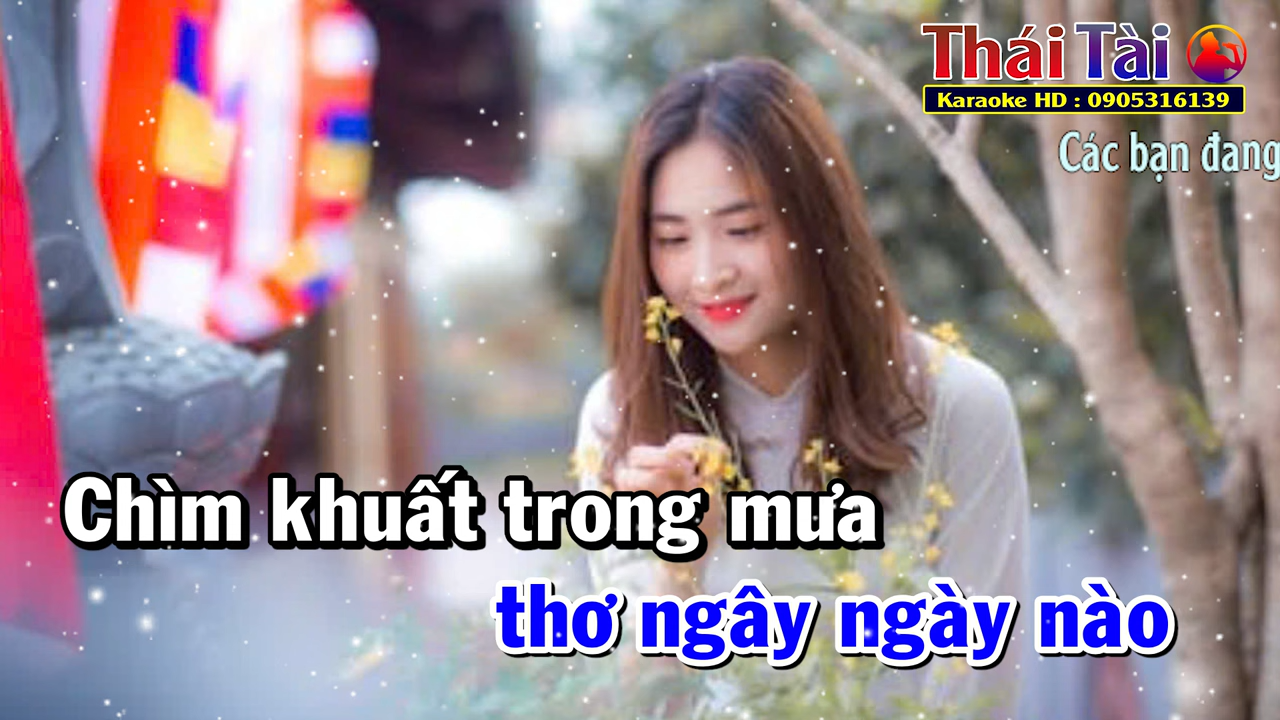 Thái Tài
Karaoke HD : 0905316139
Các bạn đang
Chìm khuất trong mưa
thơ ngây ngày nào